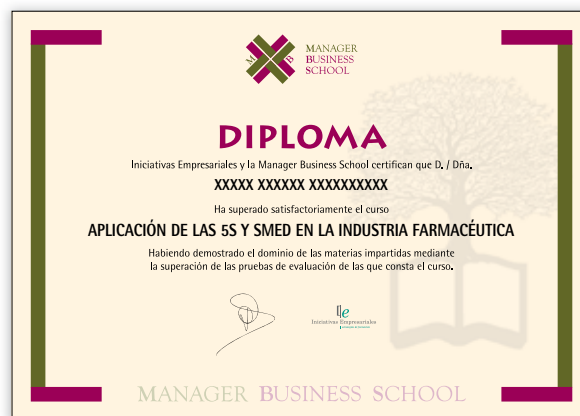 M B
MANAGER
BUSINESS
SCHOOL
DIPLOMA
Iniciativas Empresariales y la Manager Business School certifican que D. / Dña.
XXXXX XXXXXX XXXXXXXXXX
Ha superado satisfactoriamente el curso
APLICACIÓN DE LAS 5S Y SMED EN LA INDUSTRIA FARMACÉUTICA
Habiendo demostrado el dominio de las materias impartidas mediante
la superación de las pruebas de evaluación de las que consta el curso.
Iniciativas Empresariales
MANAGER BUSINESS SCHOOL